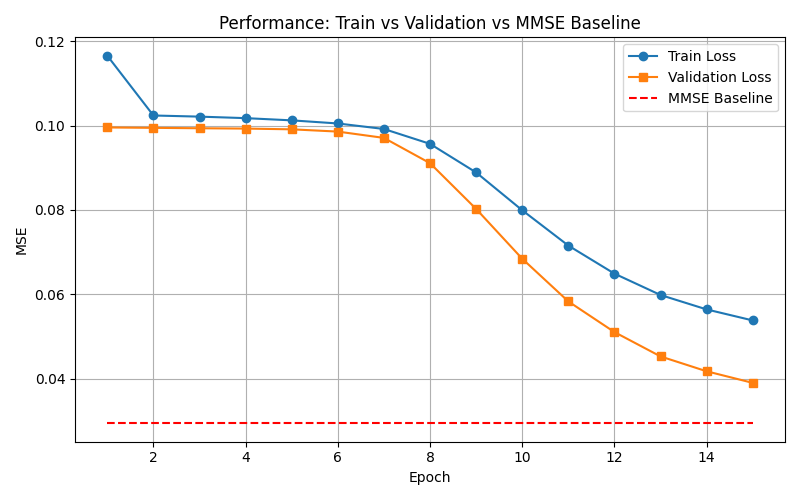 Performance: Train vs Validation vs MMSE Baseline
Train Loss
Validation Loss
MMSE Baseline
MSE
0.12
0.10
0.08
0.06
0.04
2 4 6 8 10 12 14
Epoch